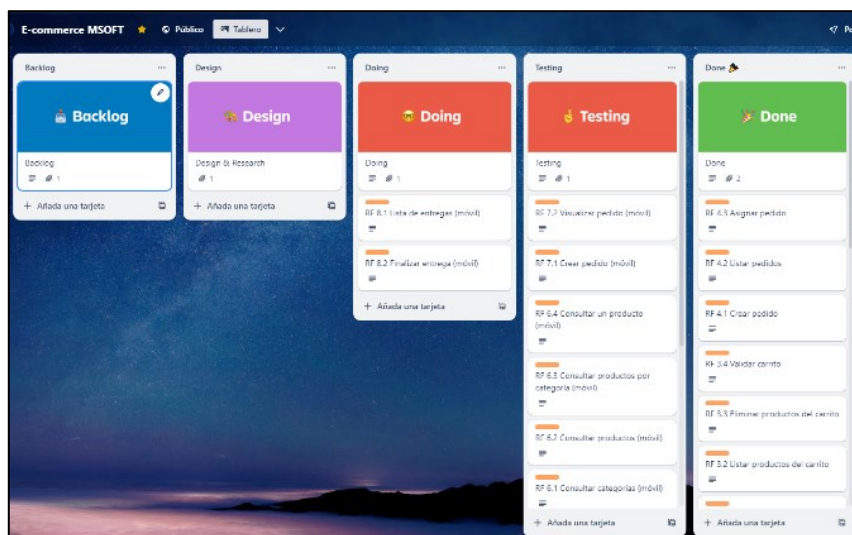 E-commerce MSOFT
Público
Tablero
Backlog
Backlog
Backlog
1
Añada una tarjeta
Design
Design
Design & Research
1
Añada una tarjeta
Doing
Doing
Doing
1
RF 8.1 Lista de entregas (móvil)
RF 8.2 Finalizar entrega (móvil)
Añada una tarjeta
Testing
Testing
Testing
1
RF 7.2 Visualizar pedido (móvil)
RF 7.1 Crear pedido (móvil)
RF 6.4 Consultar un producto
(móvil)
RF 6.3 Consultar productos por
categoría (móvil)
RF 6.2 Consultar productos (móvil)
RF 6.1 Consultar categorías (móvil)
Añada una tarjeta
Done
Done
Done
2
RF 4.3 Asignar pedido
RF 4.2 Listar pedidos
RF 4.1 Crear pedido
RF 3.4 Validar carrito
RF 3.3 Eliminar productos del carrito
RF 3.2 Listar productos del carrito
Añada una tarjeta